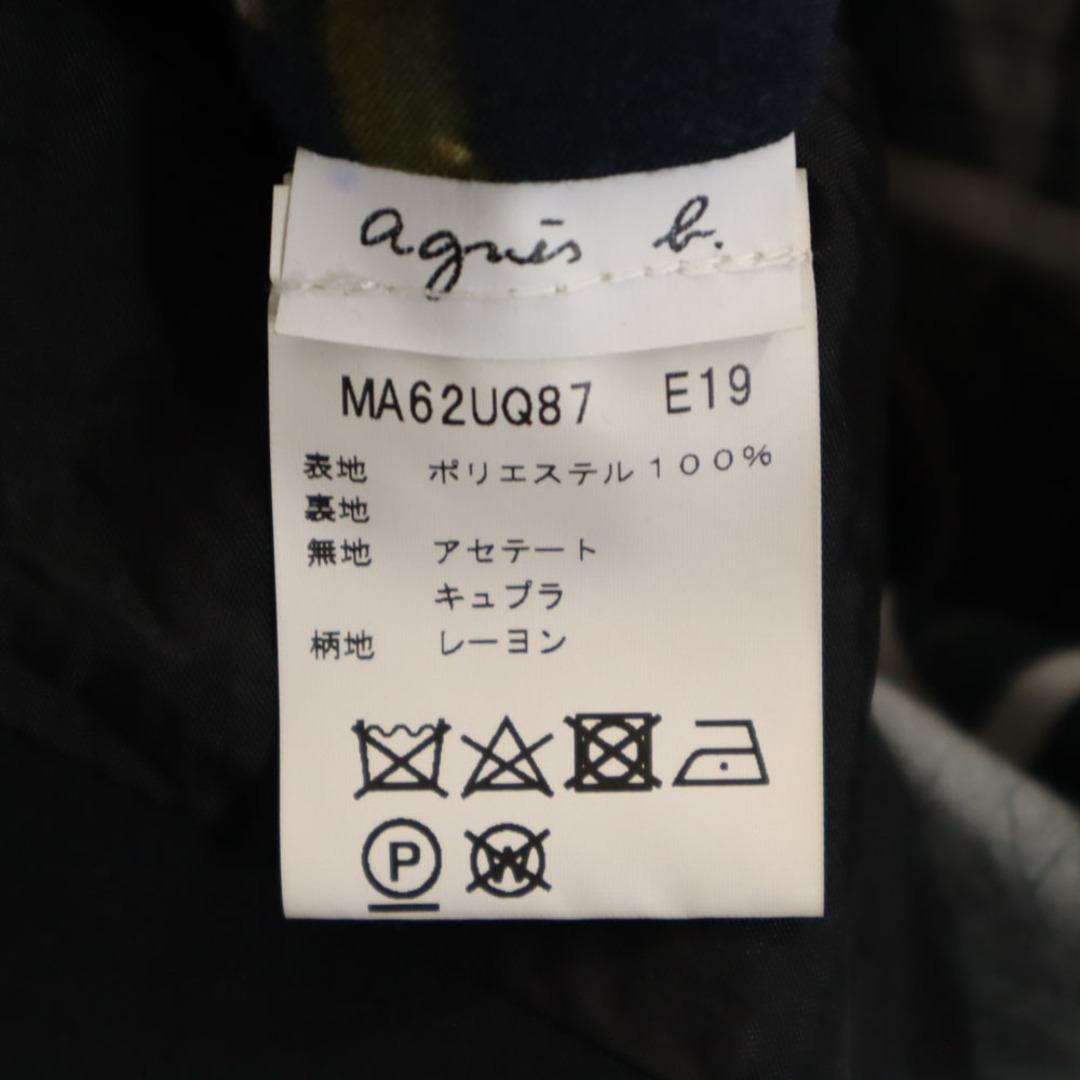 agnès b.
MA62UQ87 E19
表地 ポリエステル100%
裏地
無地 アセテート
キュプラ
柄地 レーヨン
P
W